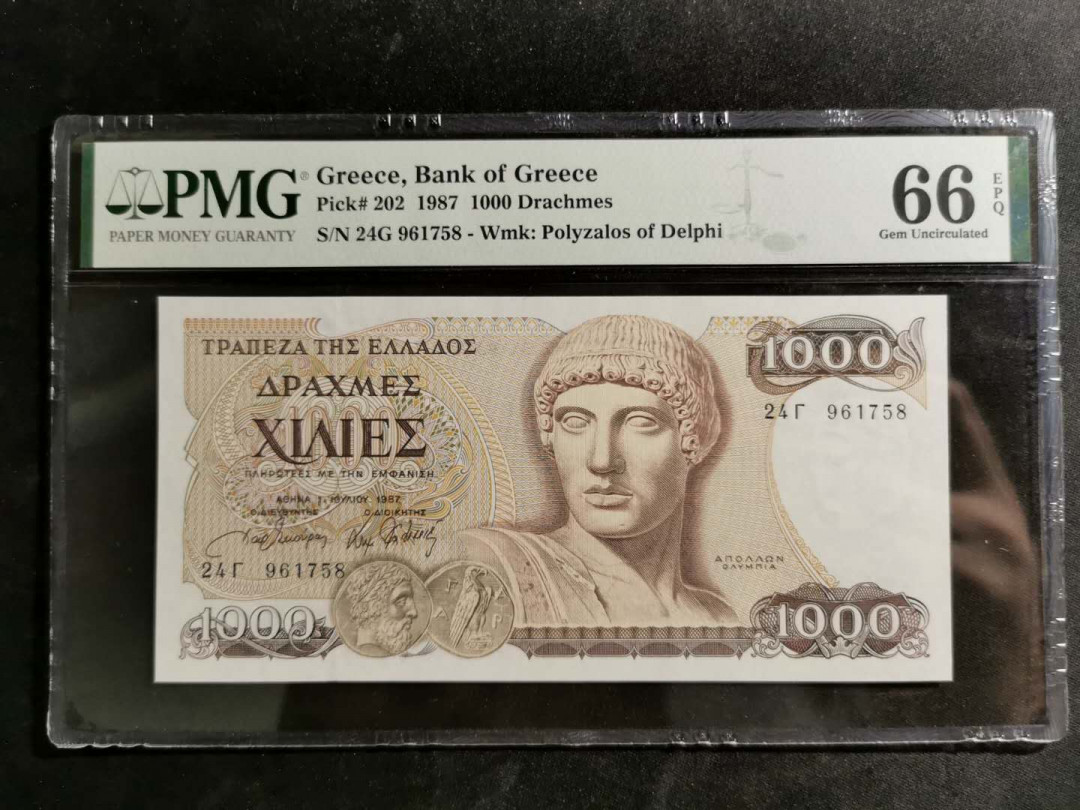 PMG®
PAPER MONEY GUARANTY
Greece, Bank of Greece
Pick# 202 1987 1000 Drachmes
S/N 24G 961758 - Wmk: Polyzalos of Delphi
66 EPQ
Gem Uncirculated
ΤΡΑΠΕΖΑ ΤΗΣ ΕΛΛΑΔΟΣ
ΔΡΑΧΜΕΣ
ΧΙΛΙΕΣ
1000
ΠΛΗΡΩΤΕΕΣ ΜΕ ΤΗΝ ΕΜΦΑΝΙΣΗ
ΑΘΗΝΑ 1 ΙΟΥΛΙΟΥ 1987
Ο ΔΙΕΥΘΥΝΤΗΣ Ο ΔΙΟΙΚΗΤΗΣ
24Γ 961758
1000
1000
24Γ 961758
ΑΠΟΛΛΩΝ
ΟΛΥΜΠΙΑ
1000